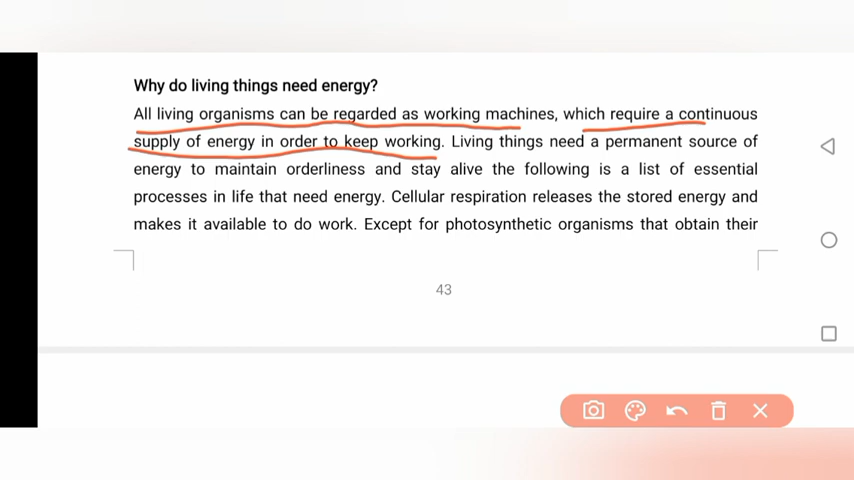 Why do living things need energy?
All living organisms can be regarded as working machines, which require a continuous
supply of energy in order to keep working. Living things need a permanent source of
energy to maintain orderliness and stay alive the following is a list of essential
processes in life that need energy. Cellular respiration releases the stored energy and
makes it available to do work. Except for photosynthetic organisms that obtain their
43